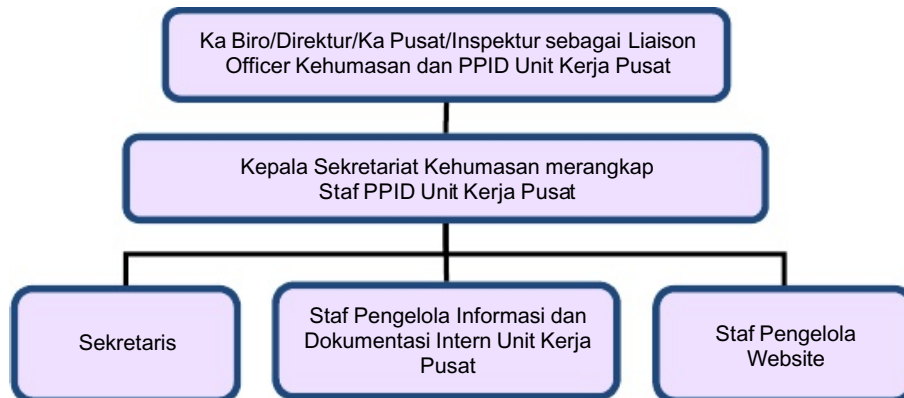 Ka Biro/Direktur/Ka Pusat/Inspektur sebagai Liaison
Officer Kehumasan dan PPID Unit Kerja Pusat
Kepala Sekretariat Kehumasan merangkap
Staf PPID Unit Kerja Pusat
Sekretaris
Staf Pengelola Informasi dan
Dokumentasi Intern Unit Kerja
Pusat
Staf Pengelola
Website